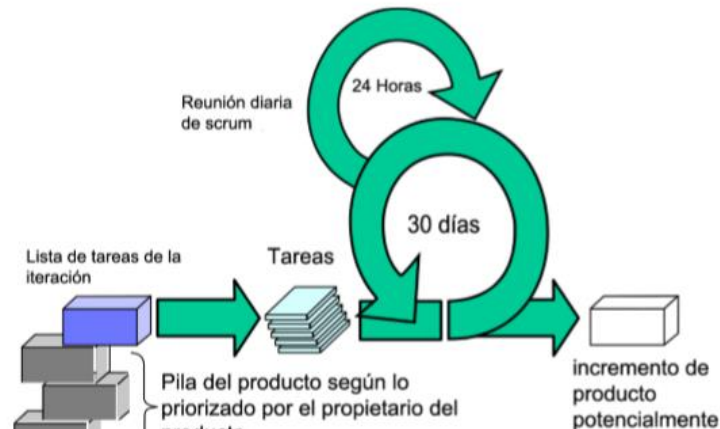 24 Horas
Reunión diaria
de scrum
30 días
Lista de tareas de la
iteración
Tareas
Pila del producto según lo
priorizado por el propietario del
incremento de
producto
potencialmente